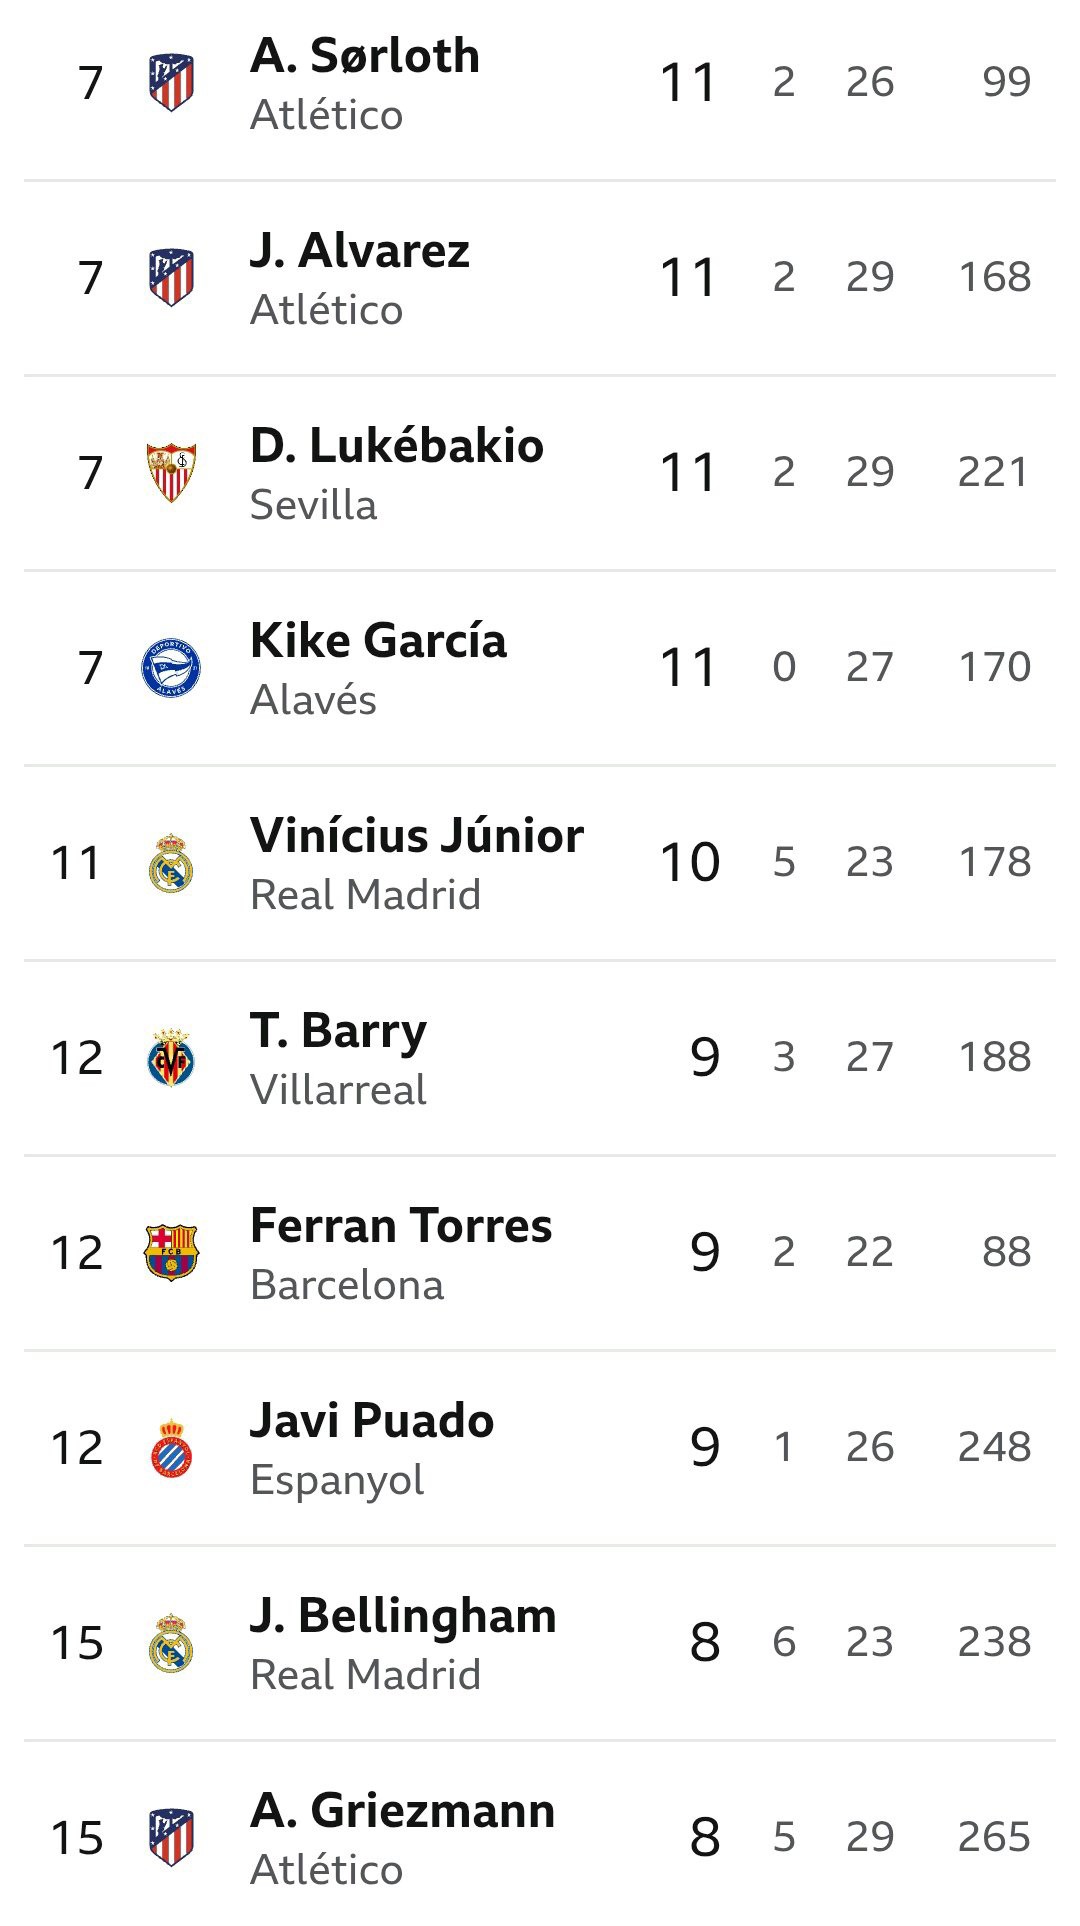 7 A. Sørloth 11 2 26 99
Atlético
7 J. Alvarez 11 2 29 168
Atlético
7 D. Lukébakio 11 2 29 221
Sevilla
7 Kike García 11 0 27 170
Alavés
11 Vinícius Júnior 10 5 23 178
Real Madrid
12 T. Barry 9 3 27 188
Villarreal
12 Ferran Torres 9 2 22 88
Barcelona
12 Javi Puado 9 1 26 248
Espanyol
15 J. Bellingham 8 6 23 238
Real Madrid
15 A. Griezmann 8 5 29 265
Atlético